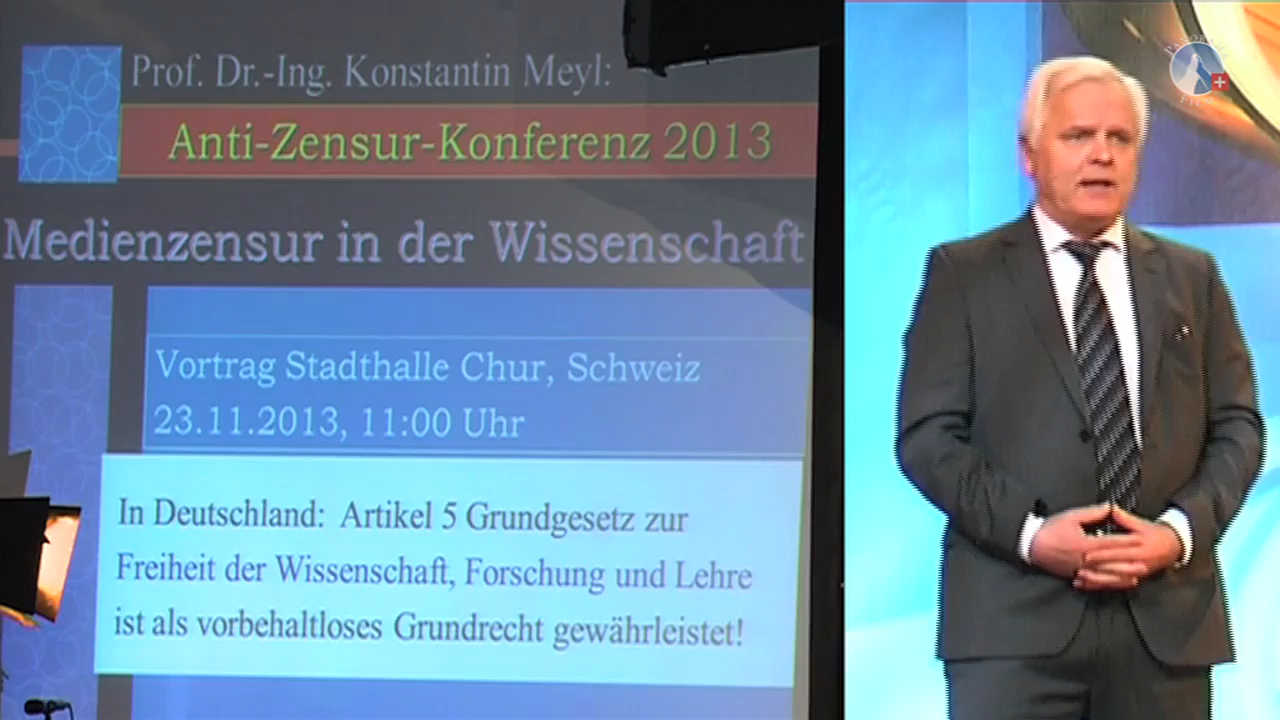 Prof. Dr.-Ing. Konstantin Meyl:
Anti-Zensur-Konferenz 2013
Medienzensur in der Wissenschaft
Vortrag Stadthalle Chur, Schweiz
23.11.2013, 11:00 Uhr
In Deutschland: Artikel 5 Grundgesetz zur
Freiheit der Wissenschaft, Forschung und Lehre
ist als vorbehaltloses Grundrecht gewährleistet!